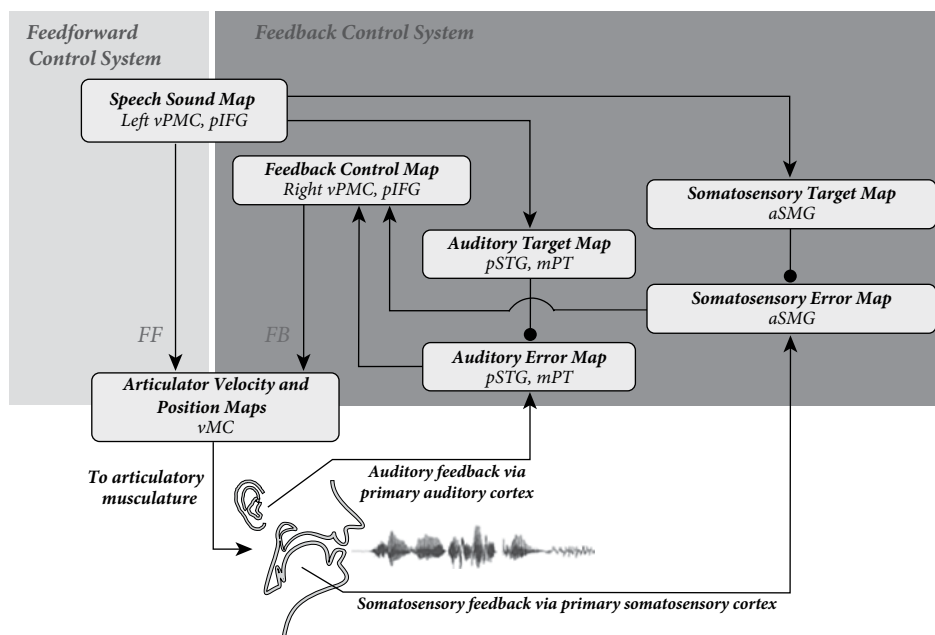 Feedforward
Control System
Feedback Control System
Speech Sound Map
Left vPMC, pIFG
Feedback Control Map
Right vPMC, pIFG
Somatosensory Target Map
aSMG
Auditory Target Map
pSTG, mPT
Somatosensory Error Map
aSMG
FF
FB
Auditory Error Map
pSTG, mPT
Articulator Velocity and
Position Maps
vMC
To articulatory
musculature
Auditory feedback via
primary auditory cortex
Somatosensory feedback via primary somatosensory cortex